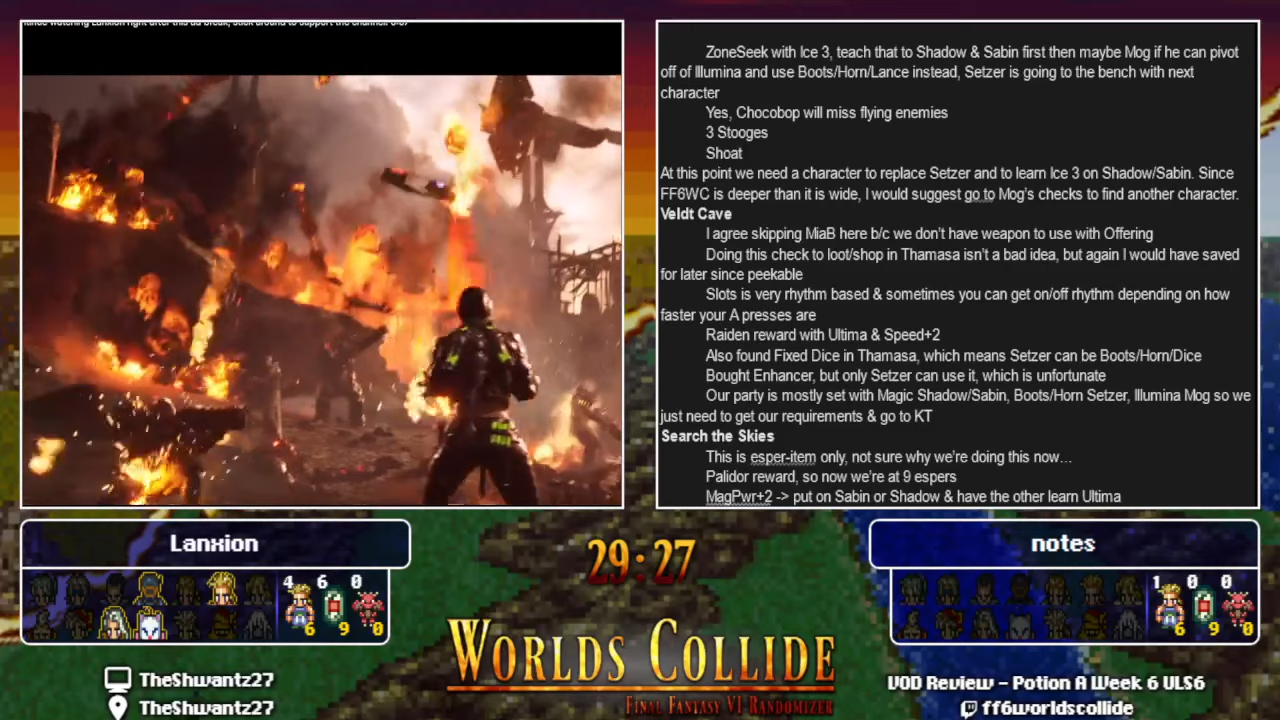 ZoneSeek with Ice 3, teach that to Shadow & Sabin first then maybe Mog if he can pivot
off of Illumina and use Boots/Horn/Lance instead, Setzer is going to the bench with next
character
Yes, Chocobop will miss flying enemies
3 Stooges
Shoat
At this point we need a character to replace Setzer and to learn Ice 3 on Shadow/Sabin. Since
FF6WC is deeper than it is wide, I would suggest go to Mog's checks to find another character.
Veldt Cave
I agree skipping MiaB here b/c we don't have weapon to use with Offering
Doing this check to loot/shop in Thamasa isn't a bad idea, but again I would have saved
for later since peekable
Slots is very rhythm based & sometimes you can get on/off rhythm depending on how
faster your A presses are
Raiden reward with Ultima & Speed+2
Also found Fixed Dice in Thamasa, which means Setzer can be Boots/Horn/Dice
Bought Enhancer, but only Setzer can use it, which is unfortunate
Our party is mostly set with Magic Shadow/Sabin, Boots/Horn Setzer, Illumina Mog so we
just need to get our requirements & go to KT
Search the Skies
This is esper-item only, not sure why we're doing this now…
Palidor reward, so now we're at 9 espers
MagPwr+2 -> put on Sabin or Shadow & have the other learn Ultima
Lanxion
29:27
notes
4 6 0
6 9 0
1 0 0
6 9 0
WORLDS COLLIDE
FINAL FANTASY VI RANDOMIZER
TheShwantz27
TheShwantz27
VOD Review - Potion A Week 6 ULS6
ff6worldscollide